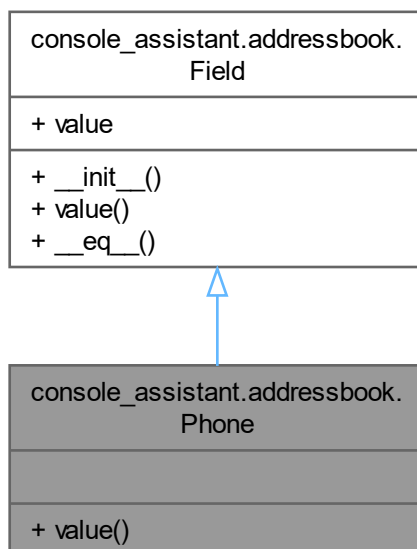 console_assistant.addressbook.
Field
+ value
+ __init__()
+ value()
+ __eq__()
console_assistant.addressbook.
Phone
+ value()